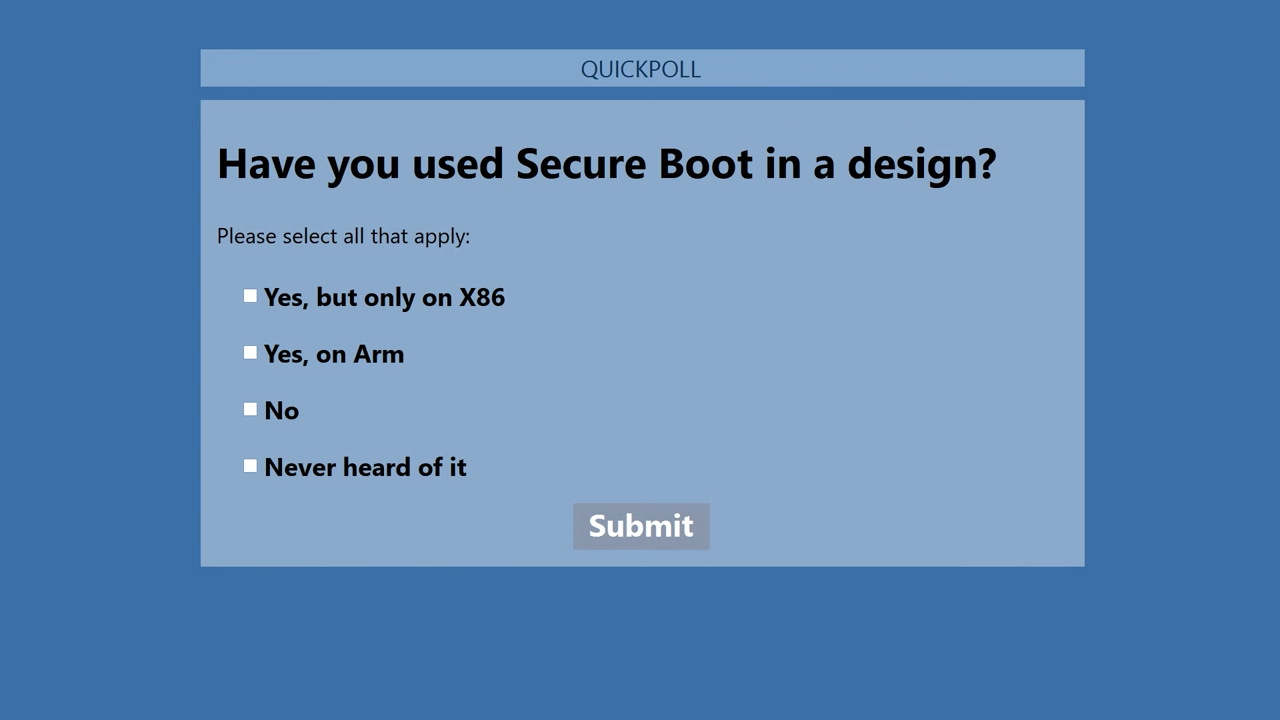 QUICKPOLL
Have you used Secure Boot in a design?
Please select all that apply:
Yes, but only on X86
Yes, on Arm
No
Never heard of it
Submit